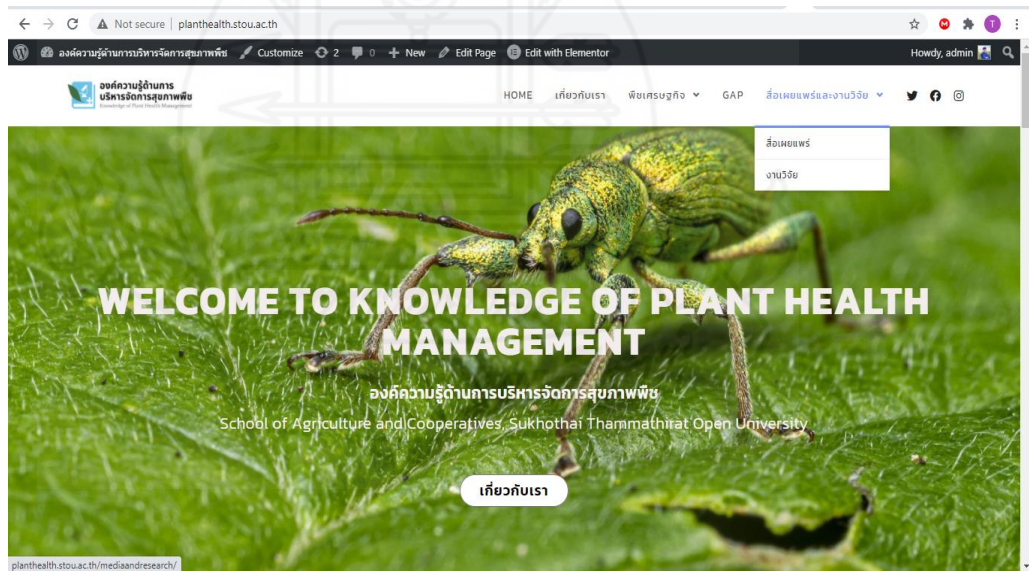 Not secure | planthealth.stou.ac.th
T
องค์ความรู้ด้านการบริหารจัดการสุขภาพพืช Customize 2 0 New Edit Page Edit with Elementor Howdy, admin
องค์ความรู้ด้านการ
บริหารจัดการสุขภาพพืช
Knowledge of Plant Health Management
HOME เกี่ยวกับเรา พืชเศรษฐกิจ GAP สื่อเผยแพร่และงานวิจัย
สื่อเผยแพร่
งานวิจัย
WELCOME TO KNOWLEDGE OF PLANT HEALTH
MANAGEMENT
องค์ความรู้ด้านการบริหารจัดการสุขภาพพืช
School of Agriculture and Cooperatives, Sukhothai Thammathirat Open University
เกี่ยวกับเรา
planthealth.stou.ac.th/mediaandresearch/